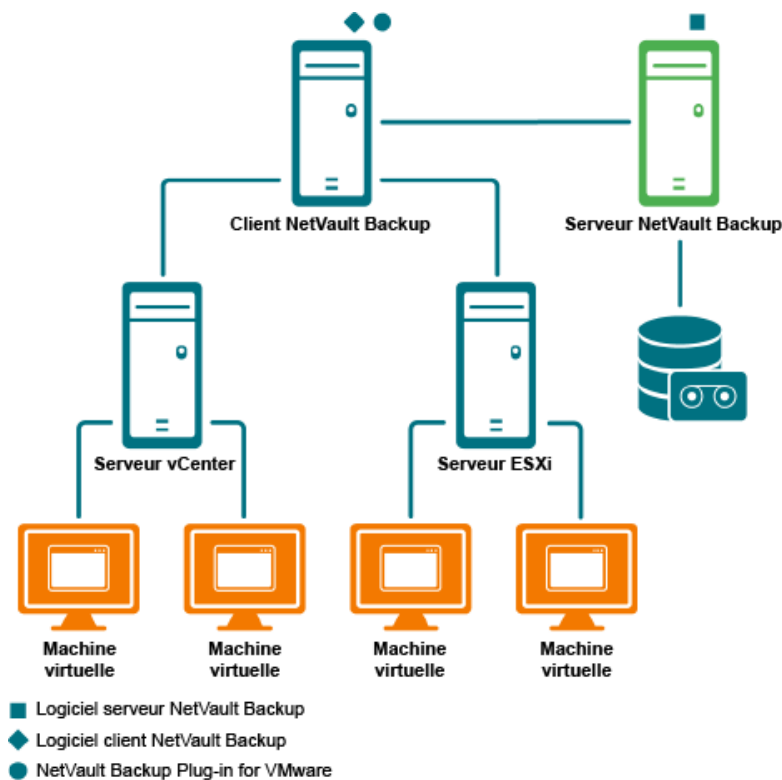 Client NetVault Backup
Serveur NetVault Backup
Serveur vCenter
Serveur ESXi
Machine
virtuelle
Machine
virtuelle
Machine
virtuelle
Machine
virtuelle
Logiciel serveur NetVault Backup
Logiciel client NetVault Backup
NetVault Backup Plug-in for VMware